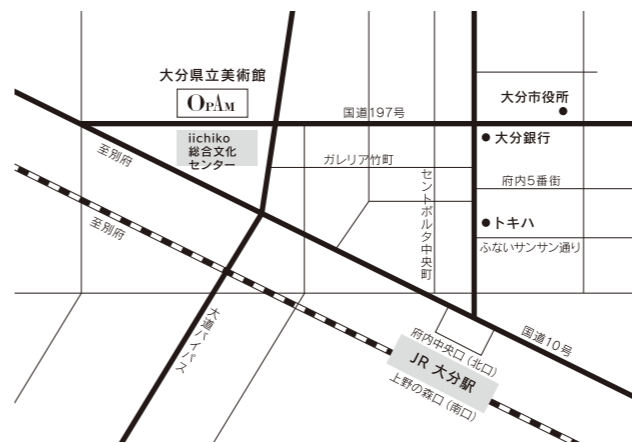 大分県立美術館
OPAM
iichiko
総合文化
センター
国道197号
大分市役所
大分銀行
至別府
ガレリア竹町
セントポルタ中央町
府内5番街
至別府
トキハ
ふないサンサン通り
大道バイパス
国道10号
府内中央口(北口)
JR 大分駅
上野の森口(南口)